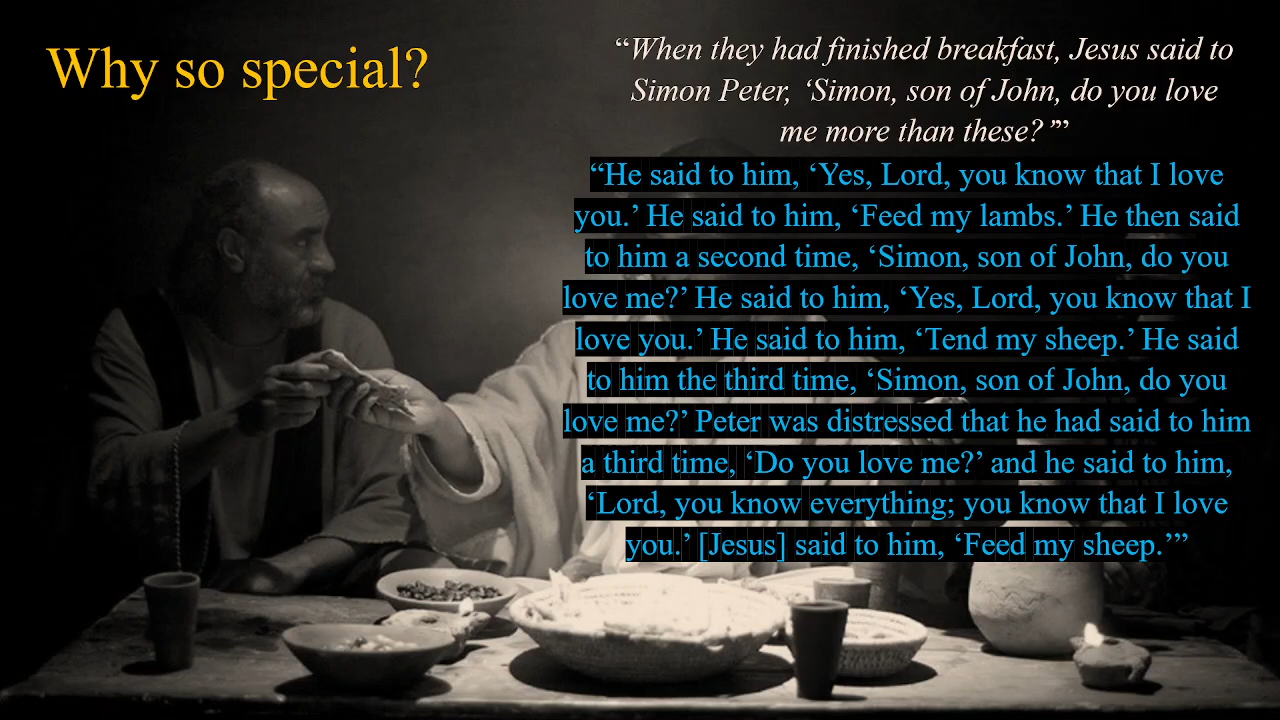 Why so special?
“When they had finished breakfast, Jesus said to
Simon Peter, ‘Simon, son of John, do you love
me more than these?’”
“He said to him, ‘Yes, Lord, you know that I love
you.’ He said to him, ‘Feed my lambs.’ He then said
to him a second time, ‘Simon, son of John, do you
love me?’ He said to him, ‘Yes, Lord, you know that I
love you.’ He said to him, ‘Tend my sheep.’ He said
to him the third time, ‘Simon, son of John, do you
love me?’ Peter was distressed that he had said to him
a third time, ‘Do you love me?’ and he said to him,
‘Lord, you know everything; you know that I love
you.’ [Jesus] said to him, ‘Feed my sheep.’”